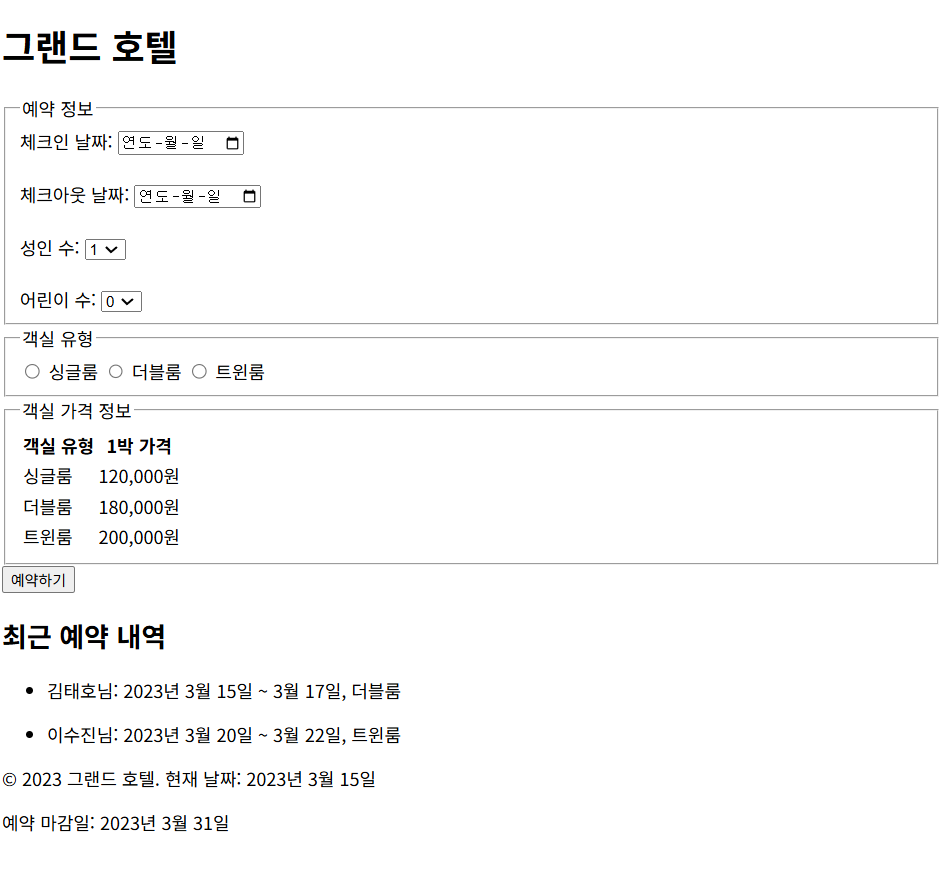 그랜드 호텔
예약 정보
체크인 날짜: 연도-월-일
체크아웃 날짜: 연도-월-일
성인 수: 1
어린이 수: 0
객실 유형
싱글룸 더블룸 트윈룸
객실 가격 정보
객실 유형 1박 가격
싱글룸 120,000원
더블룸 180,000원
트윈룸 200,000원
예약하기
최근 예약 내역
김태호님: 2023년 3월 15일 ~ 3월 17일, 더블룸
이수진님: 2023년 3월 20일 ~ 3월 22일, 트윈룸
© 2023 그랜드 호텔. 현재 날짜: 2023년 3월 15일
예약 마감일: 2023년 3월 31일